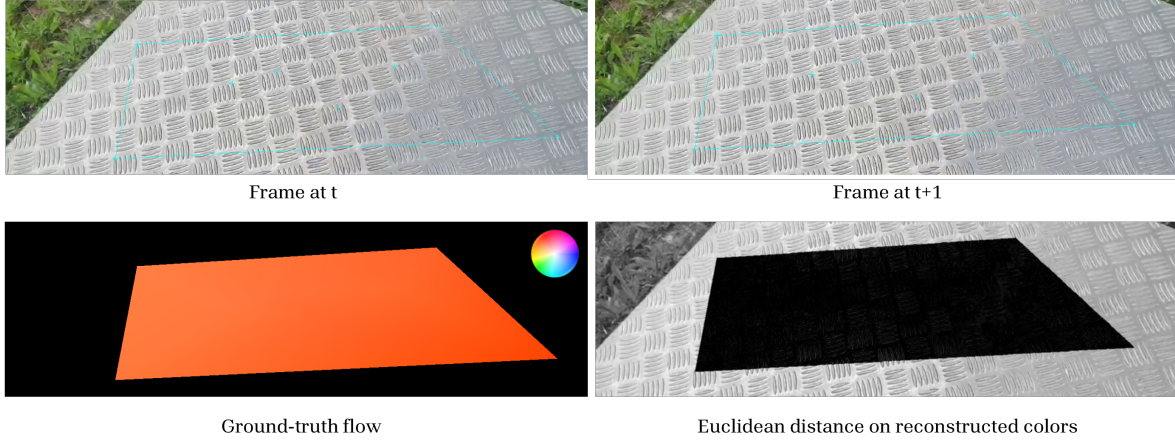 Frame at t
Frame at t+1
Ground-truth flow
Euclidean distance on reconstructed colors